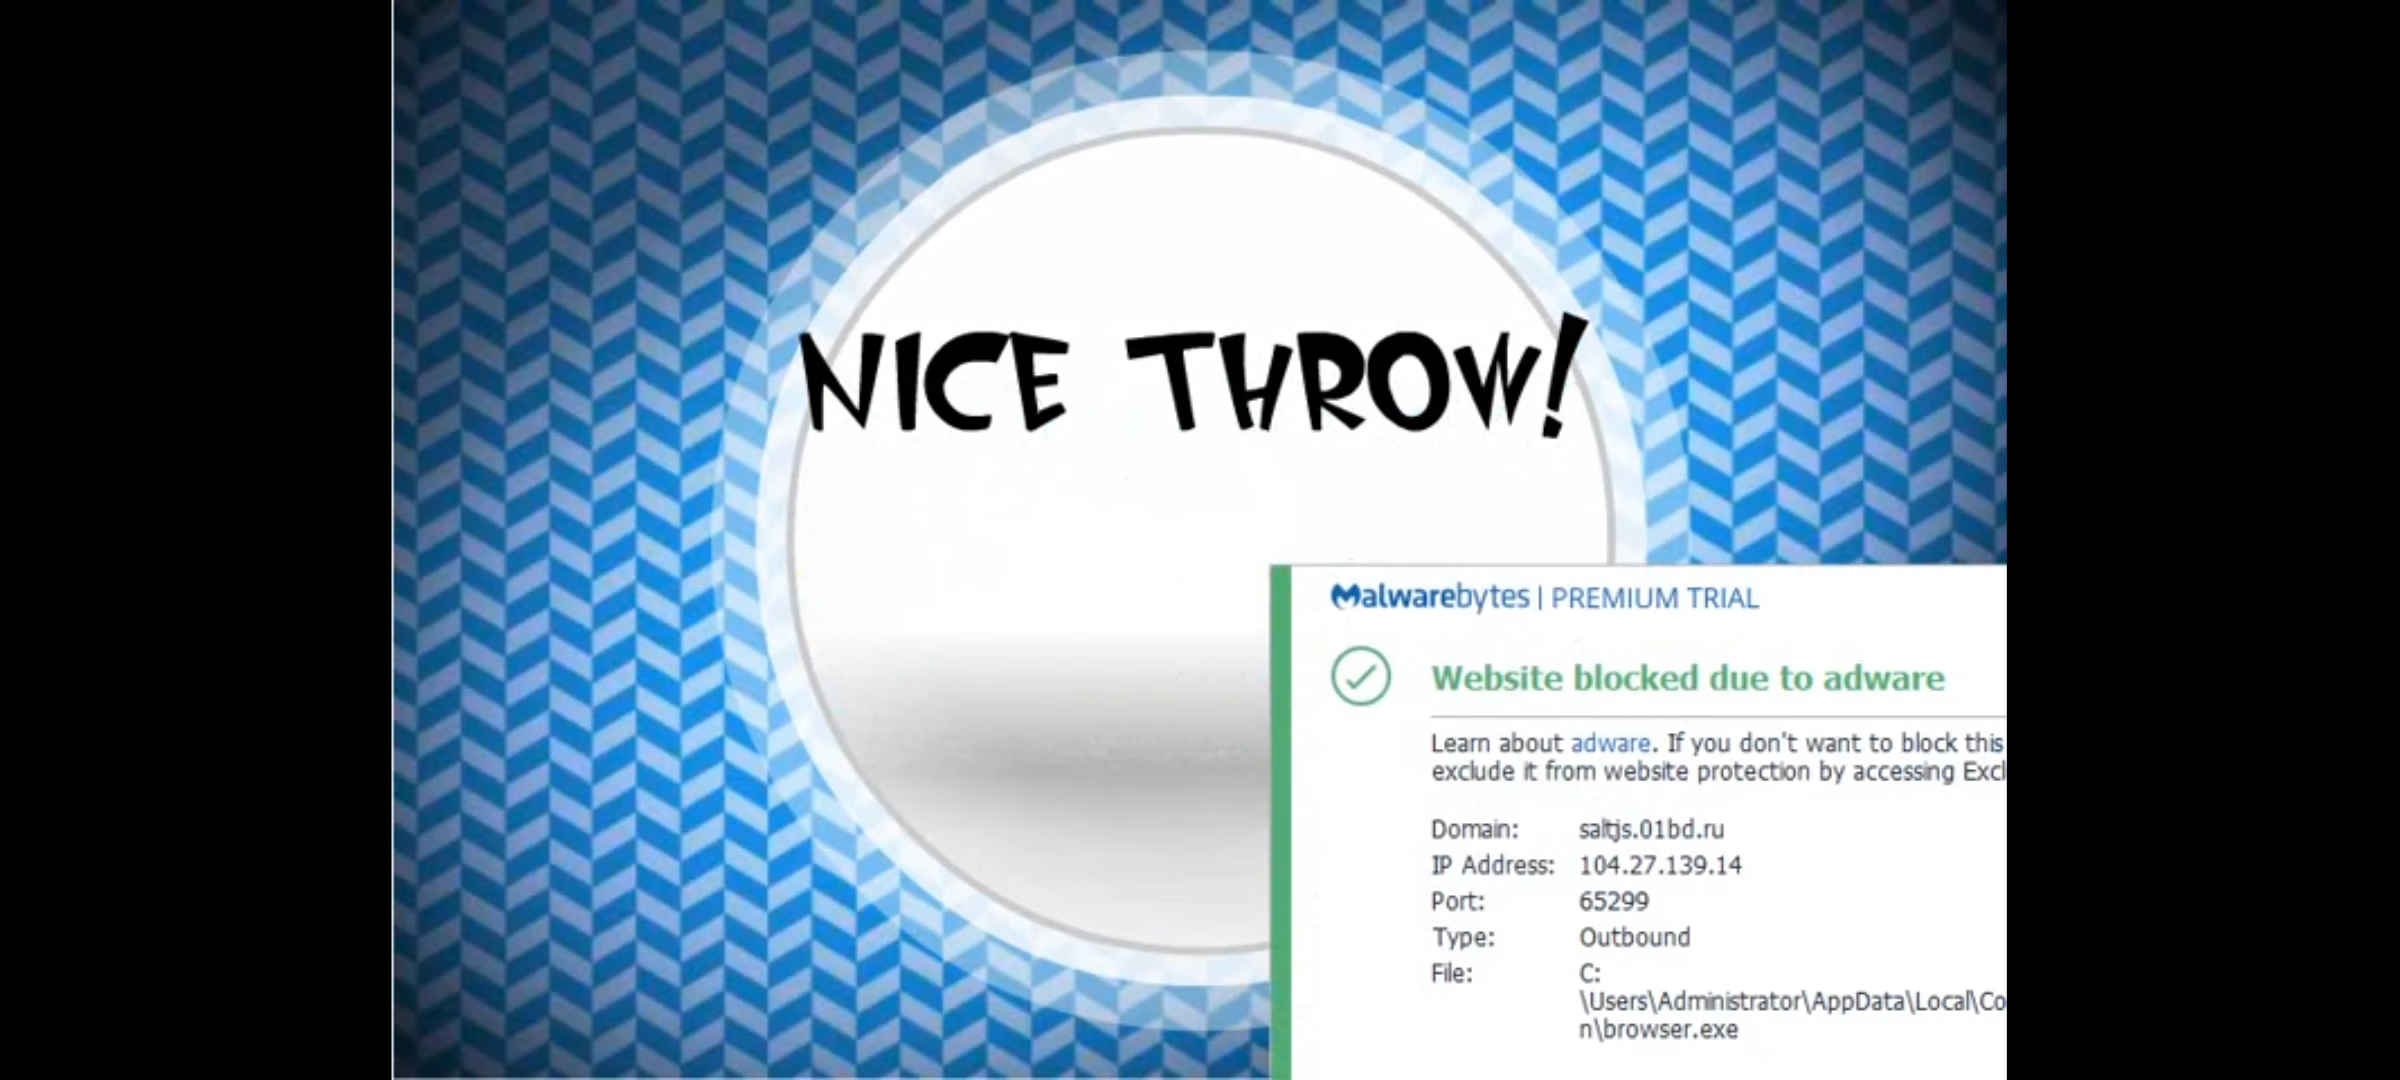 NICE THROW!
Malwarebytes | PREMIUM TRIAL
Website blocked due to adware
Learn about adware. If you don't want to block this
exclude it from website protection by accessing Excl
Domain: saltjs.01bd.ru
IP Address: 104.27.139.14
Port: 65299
Type: Outbound
File: C:
\Users\Administrator\AppData\Local\Co
n\browser.exe